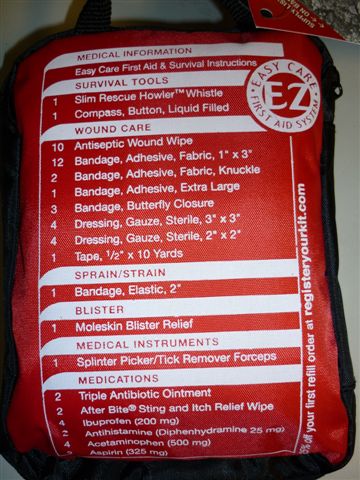 MEDICAL INFORMATION
Easy Care First Aid & Survival Instructions
SURVIVAL TOOLS
1 Slim Rescue Howler™ Whistle
1 Compass, Button, Liquid Filled
EASY CARE
EZ
FIRST AID SYSTEM
WOUND CARE
10 Antiseptic Wound Wipe
12 Bandage, Adhesive, Fabric, 1" x 3"
2 Bandage, Adhesive, Fabric, Knuckle
1 Bandage, Adhesive, Extra Large
3 Bandage, Butterfly Closure
4 Dressing, Gauze, Sterile, 3" x 3"
4 Dressing, Gauze, Sterile, 2" x 2"
1 Tape, 1/2" x 10 Yards
SPRAIN/STRAIN
1 Bandage, Elastic, 2"
BLISTER
1 Moleskin Blister Relief
MEDICAL INSTRUMENTS
1 Splinter Picker/Tick Remover Forceps
MEDICATIONS
2 Triple Antibiotic Ointment
2 After Bite® Sting and Itch Relief Wipe
4 Ibuprofen (200 mg)
2 Antihistamine (Diphenhydramine 25 mg)
4 Acetaminophen (500 mg)
2 Aspirin (325 mg)
off your first refill order at registeryourkit.com